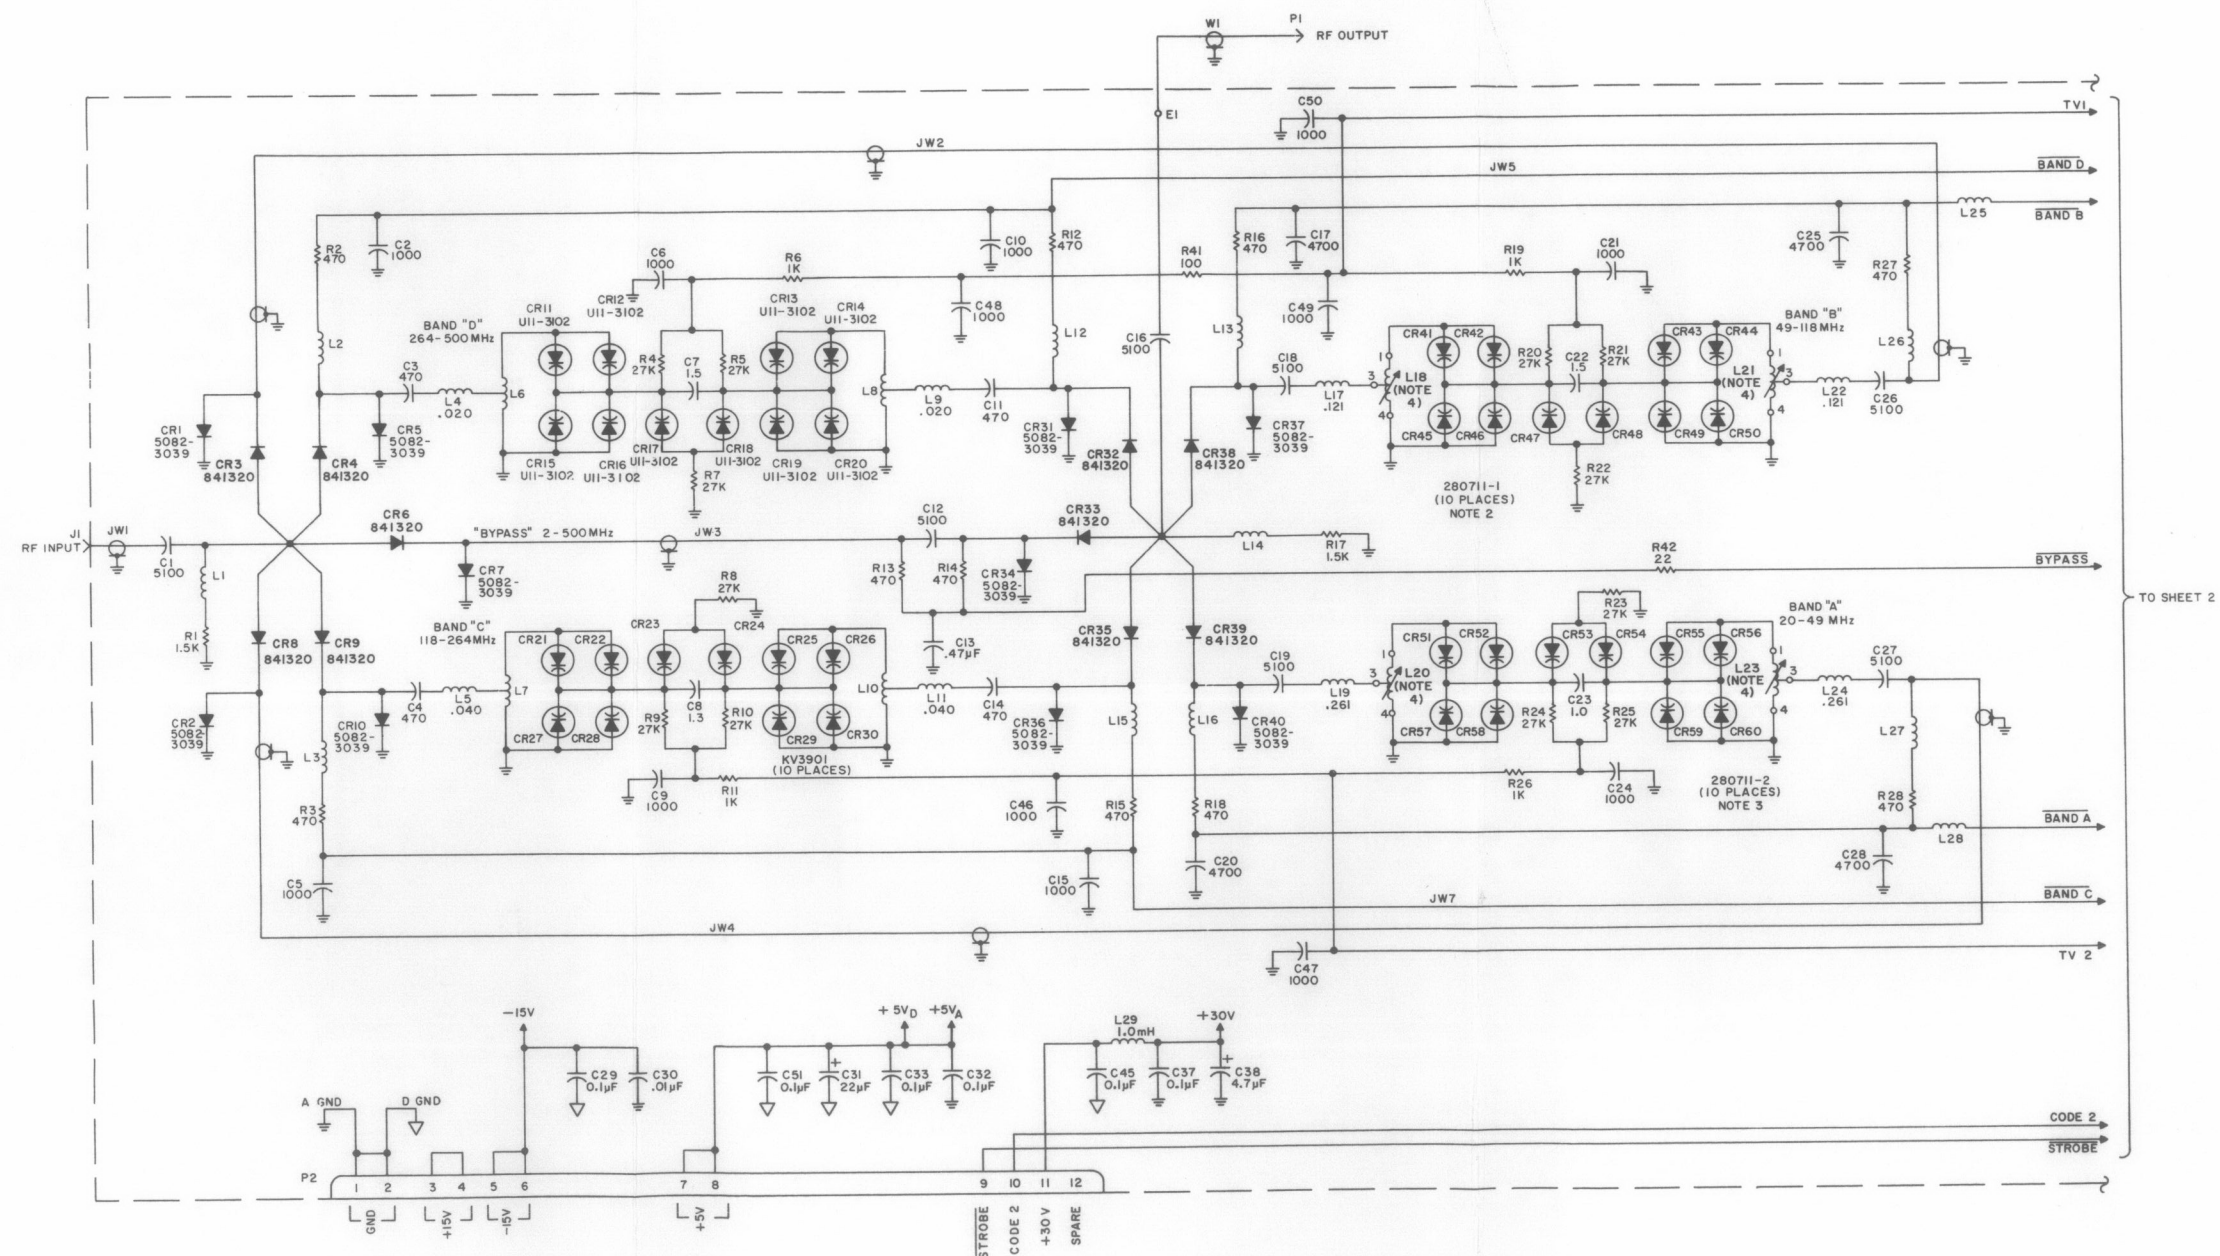 W1
P1
RF OUTPUT
C50
1000
TV1
E1
JW2
JW5
BAND D
BAND B
L25
R2
470
C2
1000
C10
1000
R12
470
R16
470
C17
4700
C25
4700
R27
470
C6
1000
R6
1K
C48
1000
R41
100
C49
1000
R19
1K
C21
1000
CR11
U11-3102
CR12
U11-3102
CR13
U11-3102
CR14
U11-3102
BAND "D"
264-500MHz
L2
L12
C16
5100
L13
CR41
CR42
CR43
CR44
BAND "B"
49-118MHz
L26
C3
470
L4
.020
L6
R4
27K
C7
1.5
R5
27K
L8
L9
.020
C11
470
C18
5100
L17
.121
1
3
4
L18
(NOTE
4)
R20
27K
C22
1.5
R21
27K
L21
(NOTE
4)
1
3
4
L22
.121
C26
5100
CR1
5082-
3039
CR3
841320
CR4
841320
CR5
5082-
3039
CR15
U11-3102
CR16
U11-3102
CR17
U11-3102
CR18
U11-3102
CR19
U11-3102
CR20
U11-3102
R7
27K
CR31
5082-
3039
CR32
841320
CR38
841320
CR37
5082-
3039
CR45
CR46
CR47
CR48
CR49
CR50
R22
27K
280711-1
(10 PLACES)
NOTE 2
J1
RF INPUT
JW1
C1
5100
L1
R1
1.5K
CR6
841320
"BYPASS" 2-500MHz
JW3
C12
5100
CR33
841320
L14
R17
1.5K
R42
22
BYPASS
CR7
5082-
3039
R13
470
R14
470
CR34
5082-
3039
C13
.47µF
TO SHEET 2
CR8
841320
CR9
841320
BAND "C"
118-264MHz
CR21
CR22
CR23
R8
27K
CR24
CR25
CR26
CR35
841320
CR39
841320
CR51
CR52
CR53
R23
27K
CR54
CR55
CR56
BAND "A"
20-49 MHz
CR2
5082-
3039
CR10
5082-
3039
C4
470
L5
.040
L7
R9
27K
C8
1.3
R10
27K
L10
L11
.040
C14
470
CR36
5082-
3039
L15
L16
CR40
5082-
3039
C19
5100
L19
.261
1
3
4
L20
(NOTE
4)
R24
27K
C23
1.0
R25
27K
L23
(NOTE
4)
1
3
4
L24
.261
C27
5100
L27
CR27
CR28
CR29
CR30
KV3901
(10 PLACES)
CR57
CR58
CR59
CR60
280711-2
(10 PLACES)
NOTE 3
L3
R3
470
C9
1000
R11
1K
C46
1000
R15
470
R18
470
R26
1K
C24
1000
R28
470
BAND A
L28
C5
1000
C15
1000
C20
4700
C28
4700
BAND C
JW7
JW4
C47
1000
TV 2
-15V
C29
0.1µF
C30
.01µF
+5VD
+5VA
C51
0.1µF
C31
+
22µF
C33
0.1µF
C32
0.1µF
L29
1.0mH
+30V
C45
0.1µF
C37
0.1µF
+
C38
4.7µF
A GND
D GND
CODE 2
STROBE
P2
1 2 3 4 5 6 7 8 9 10 11 12
GND
+15V
-15V
+5V
STROBE
CODE 2
+30V
SPARE